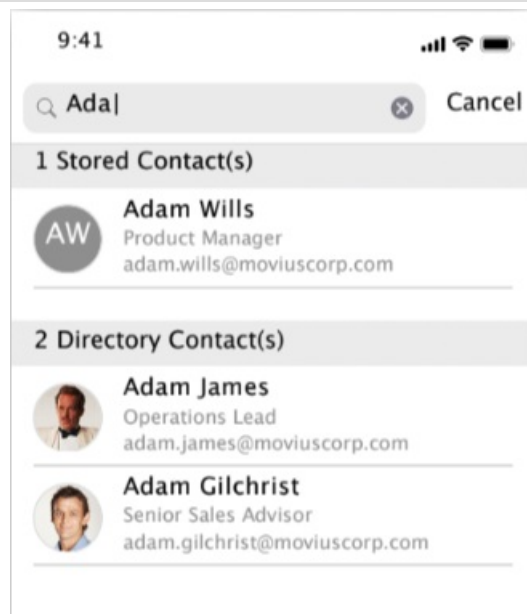 9:41
Ada
Cancel
1 Stored Contact(s)
AW
Adam Wills
Product Manager
adam.wills@moviuscorp.com
2 Directory Contact(s)
Adam James
Operations Lead
adam.james@moviuscorp.com
Adam Gilchrist
Senior Sales Advisor
adam.gilchrist@moviuscorp.com